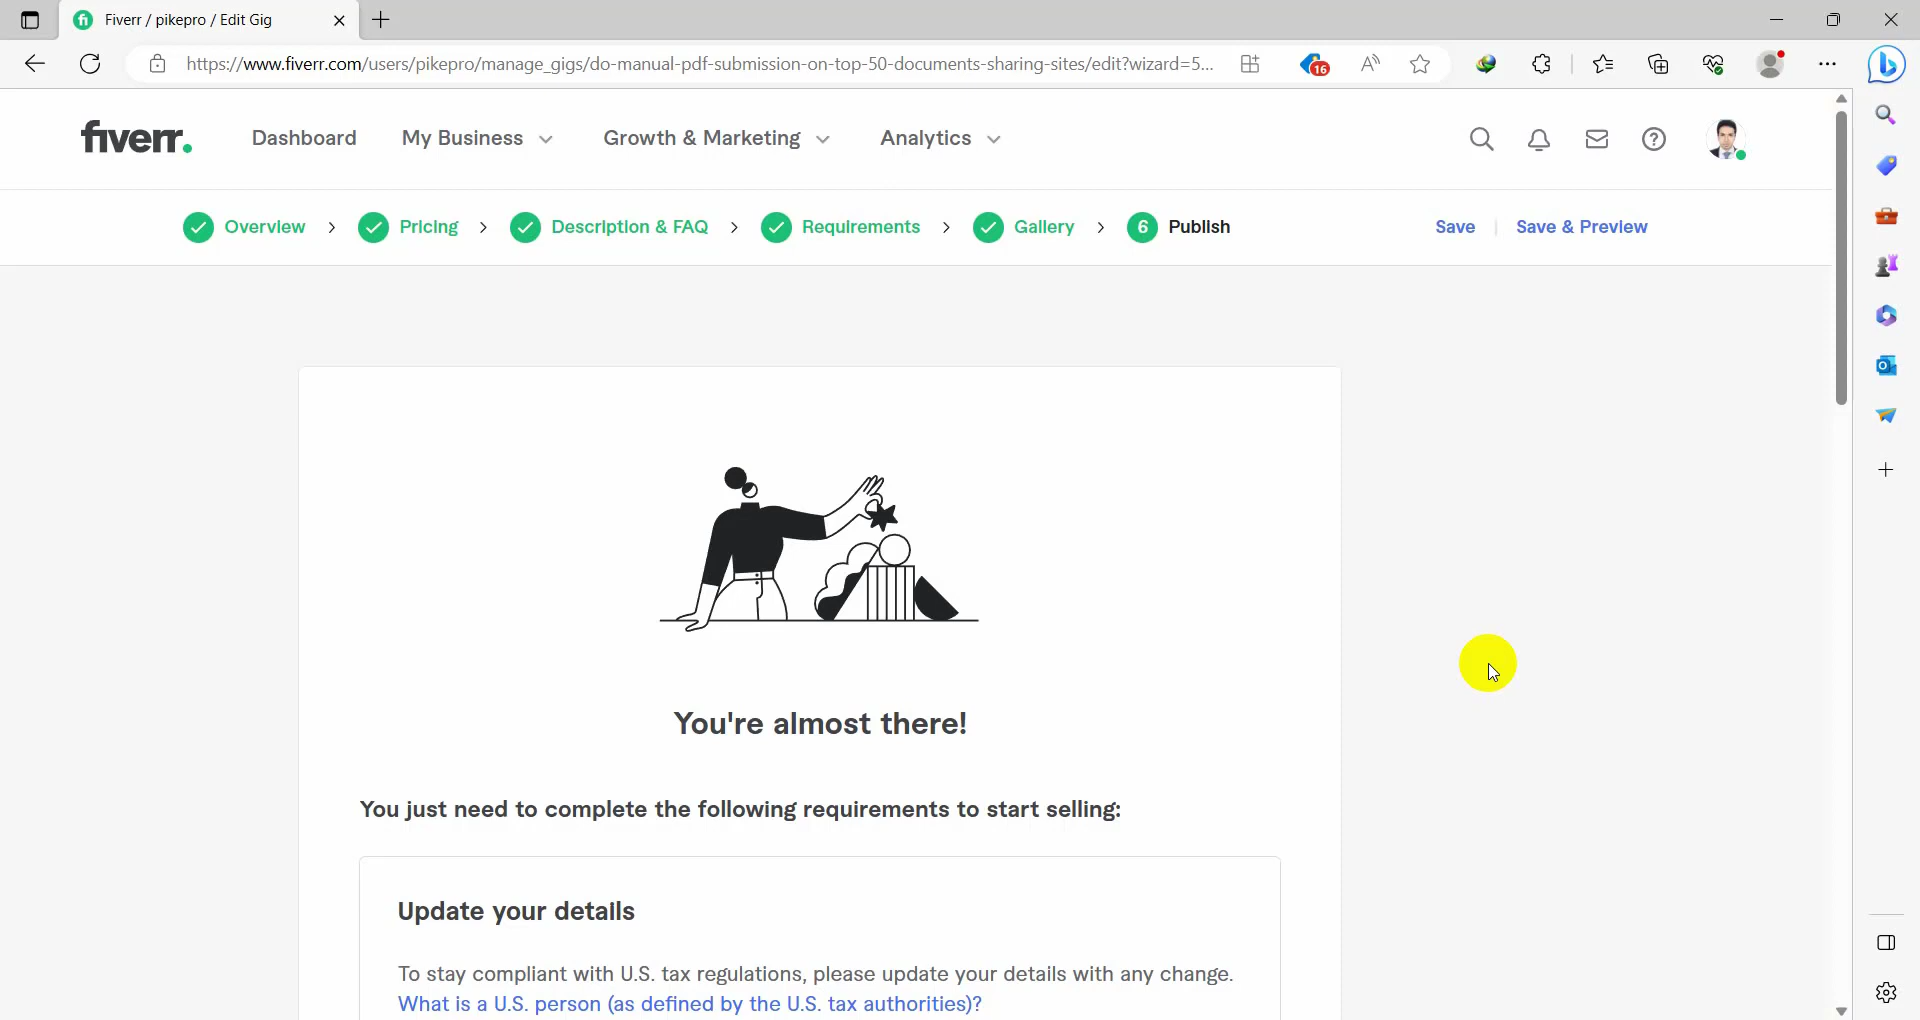 Fiverr / pikepro / Edit Gig
https://www.fiverr.com/users/pikepro/manage_gigs/do-manual-pdf-submission-on-top-50-documents-sharing-sites/edit?wizard=5...
16
fiverr.
Dashboard
My Business
Growth & Marketing
Analytics
Overview
Pricing
Description & FAQ
Requirements
Gallery
6 Publish
Save
Save & Preview
You're almost there!
You just need to complete the following requirements to start selling:
Update your details
To stay compliant with U.S. tax regulations, please update your details with any change.
What is a U.S. person (as defined by the U.S. tax authorities)?